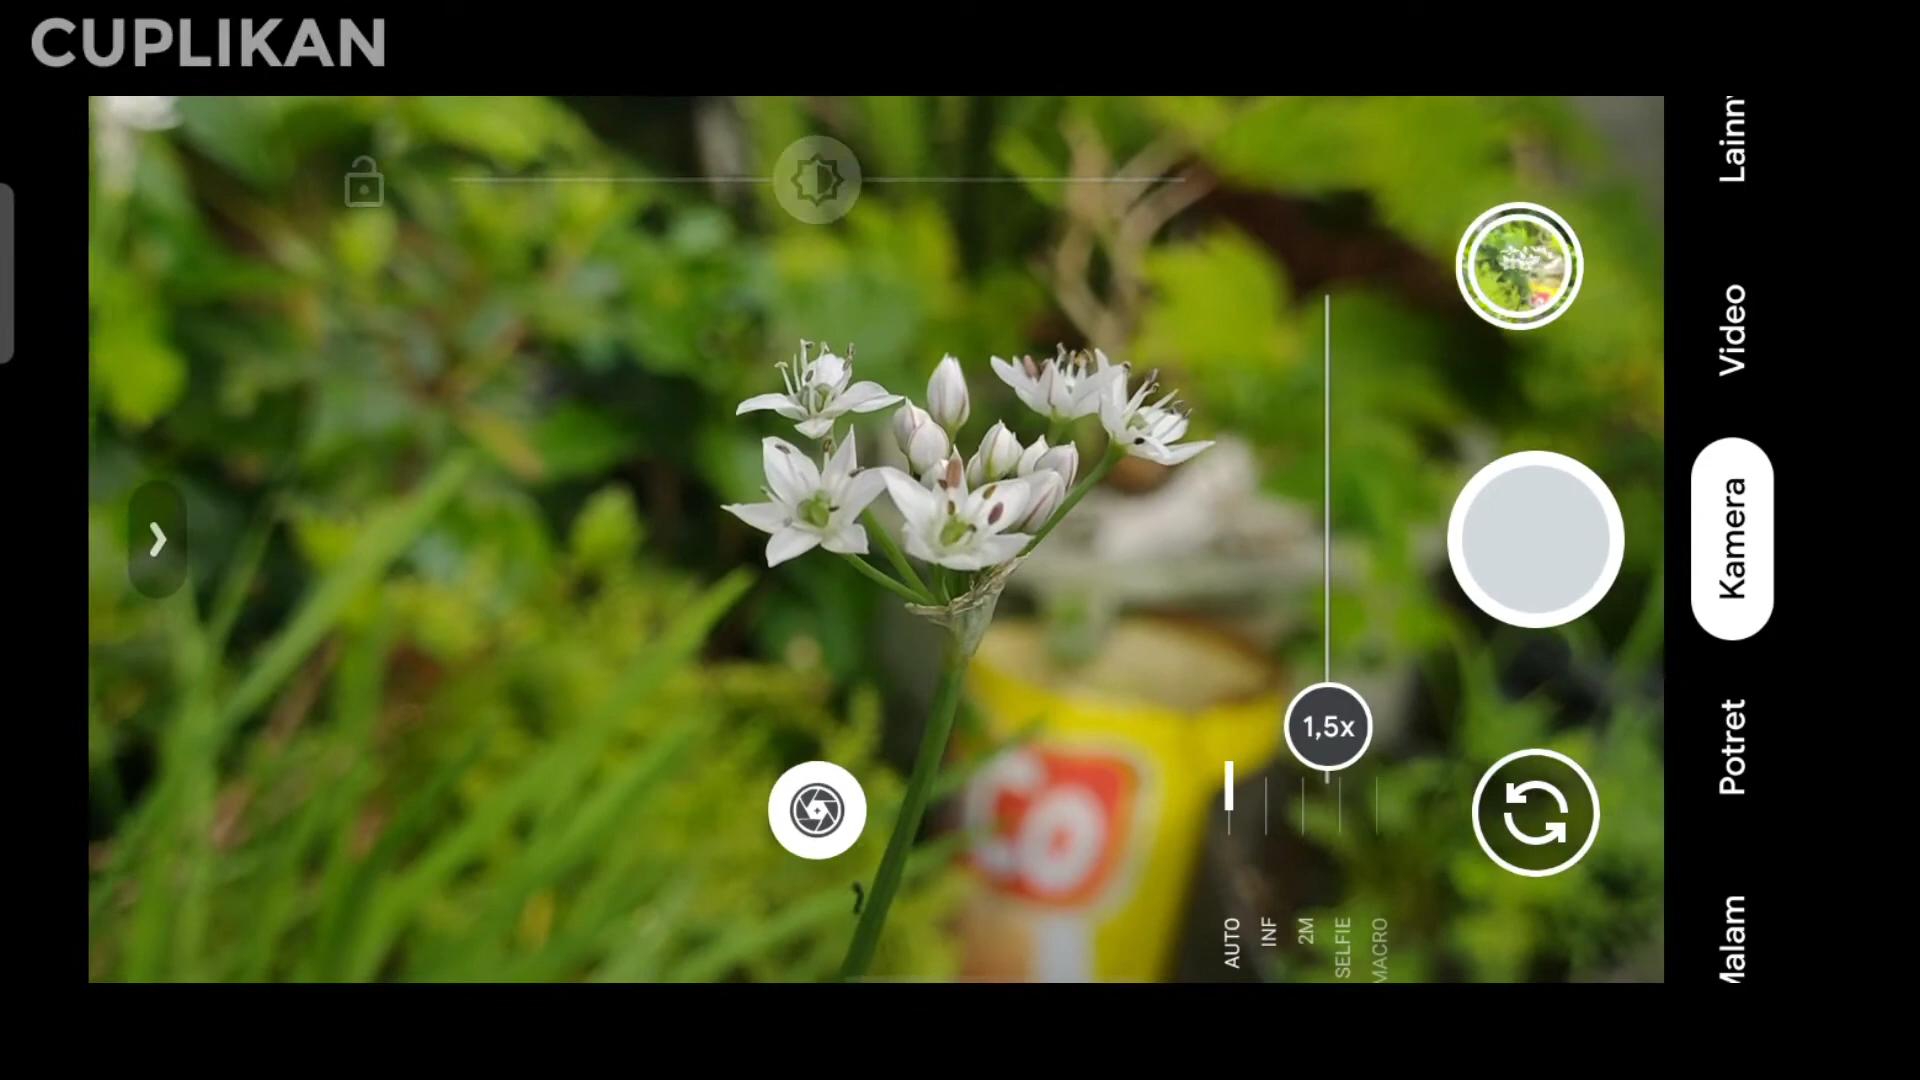 CUPLIKAN
Lainn
Video
Kamera
Potret
Malam
1,5x
AUTO
INF
2M
SELFIE
MACRO